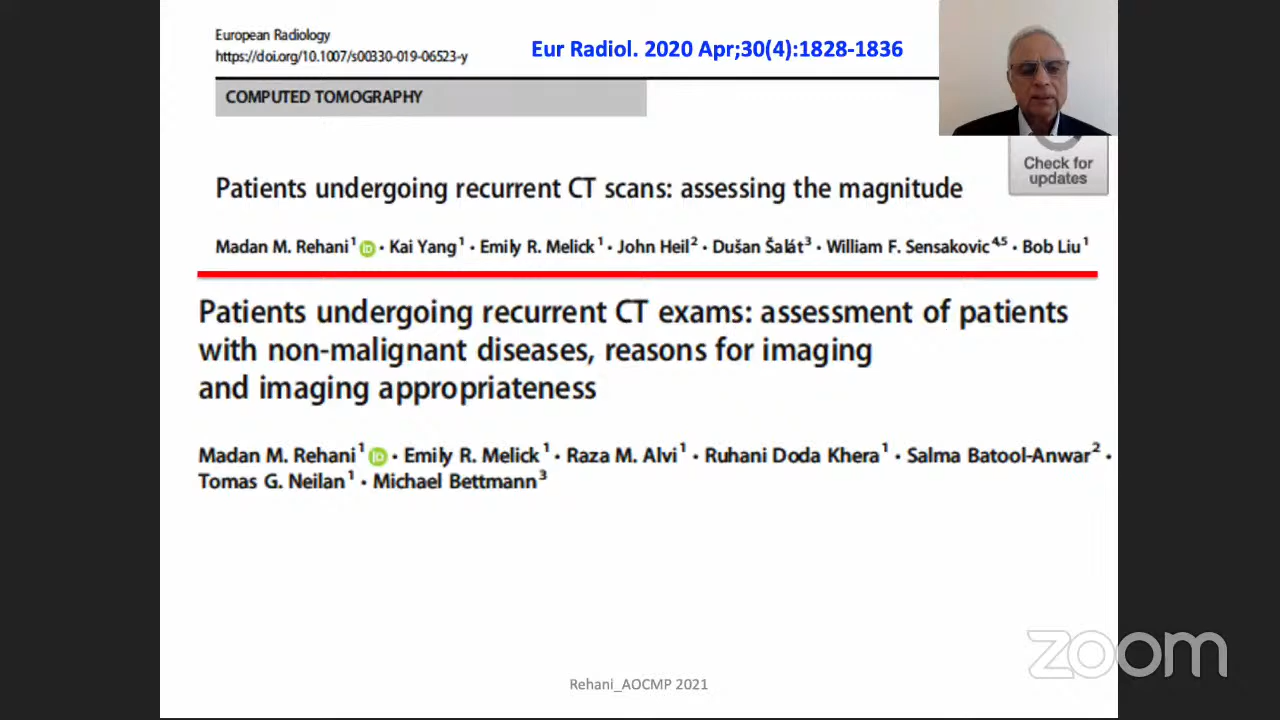 European Radiology
https://doi.org/10.1007/s00330-019-06523-y
Eur Radiol. 2020 Apr;30(4):1828-1836
COMPUTED TOMOGRAPHY
Check for
updates
Patients undergoing recurrent CT scans: assessing the magnitude
Madan M. Rehani1 iD · Kai Yang1 · Emily R. Melick1 · John Heil2 · Dušan Šalát3 · William F. Sensakovic4,5 · Bob Liu1
Patients undergoing recurrent CT exams: assessment of patients
with non-malignant diseases, reasons for imaging
and imaging appropriateness
Madan M. Rehani1 iD · Emily R. Melick1 · Raza M. Alvi1 · Ruhani Doda Khera1 · Salma Batool-Anwar2 ·
Tomas G. Neilan1 · Michael Bettmann3
Rehani_AOCMP 2021
zoom